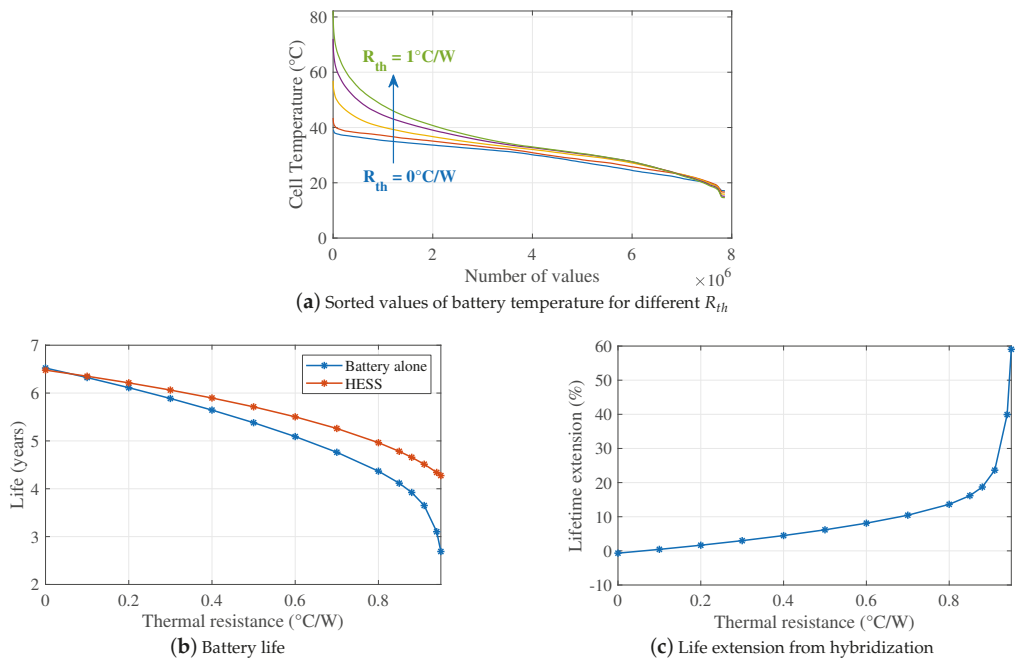 80
60
40
20
0
Cell Temperature (°C)
R_th = 1°C/W
R_th = 0°C/W
0 2 4 6 8
Number of values
×10^6
(a) Sorted values of battery temperature for different R_th
7
6
5
4
3
2
Life (years)
Battery alone
HESS
0 0.2 0.4 0.6 0.8
Thermal resistance (°C/W)
(b) Battery life
60
50
40
30
20
10
0
-10
Lifetime extension (%)
0 0.2 0.4 0.6 0.8
Thermal resistance (°C/W)
(c) Life extension from hybridization